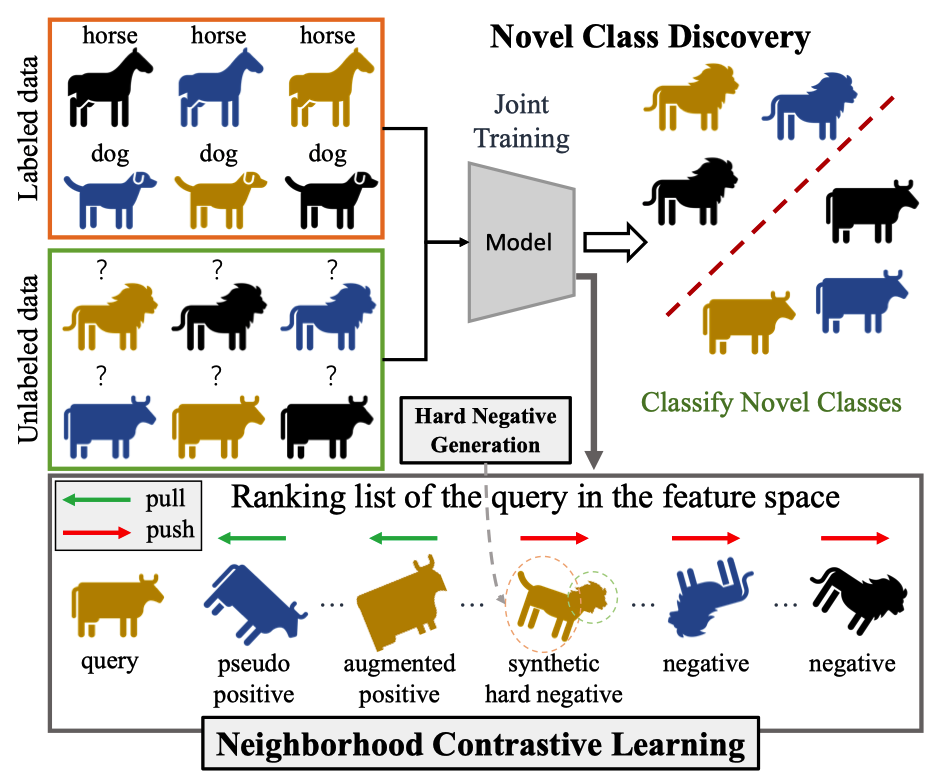 Novel Class Discovery
Labeled data
horse horse horse
dog dog dog
Unlabeled data
? ? ?
? ? ?
Joint
Training
Model
Classify Novel Classes
Hard Negative
Generation
pull
push
Ranking list of the query in the feature space
... ... ... ...
query
pseudo
positive
augmented
positive
synthetic
hard negative
negative
negative
Neighborhood Contrastive Learning